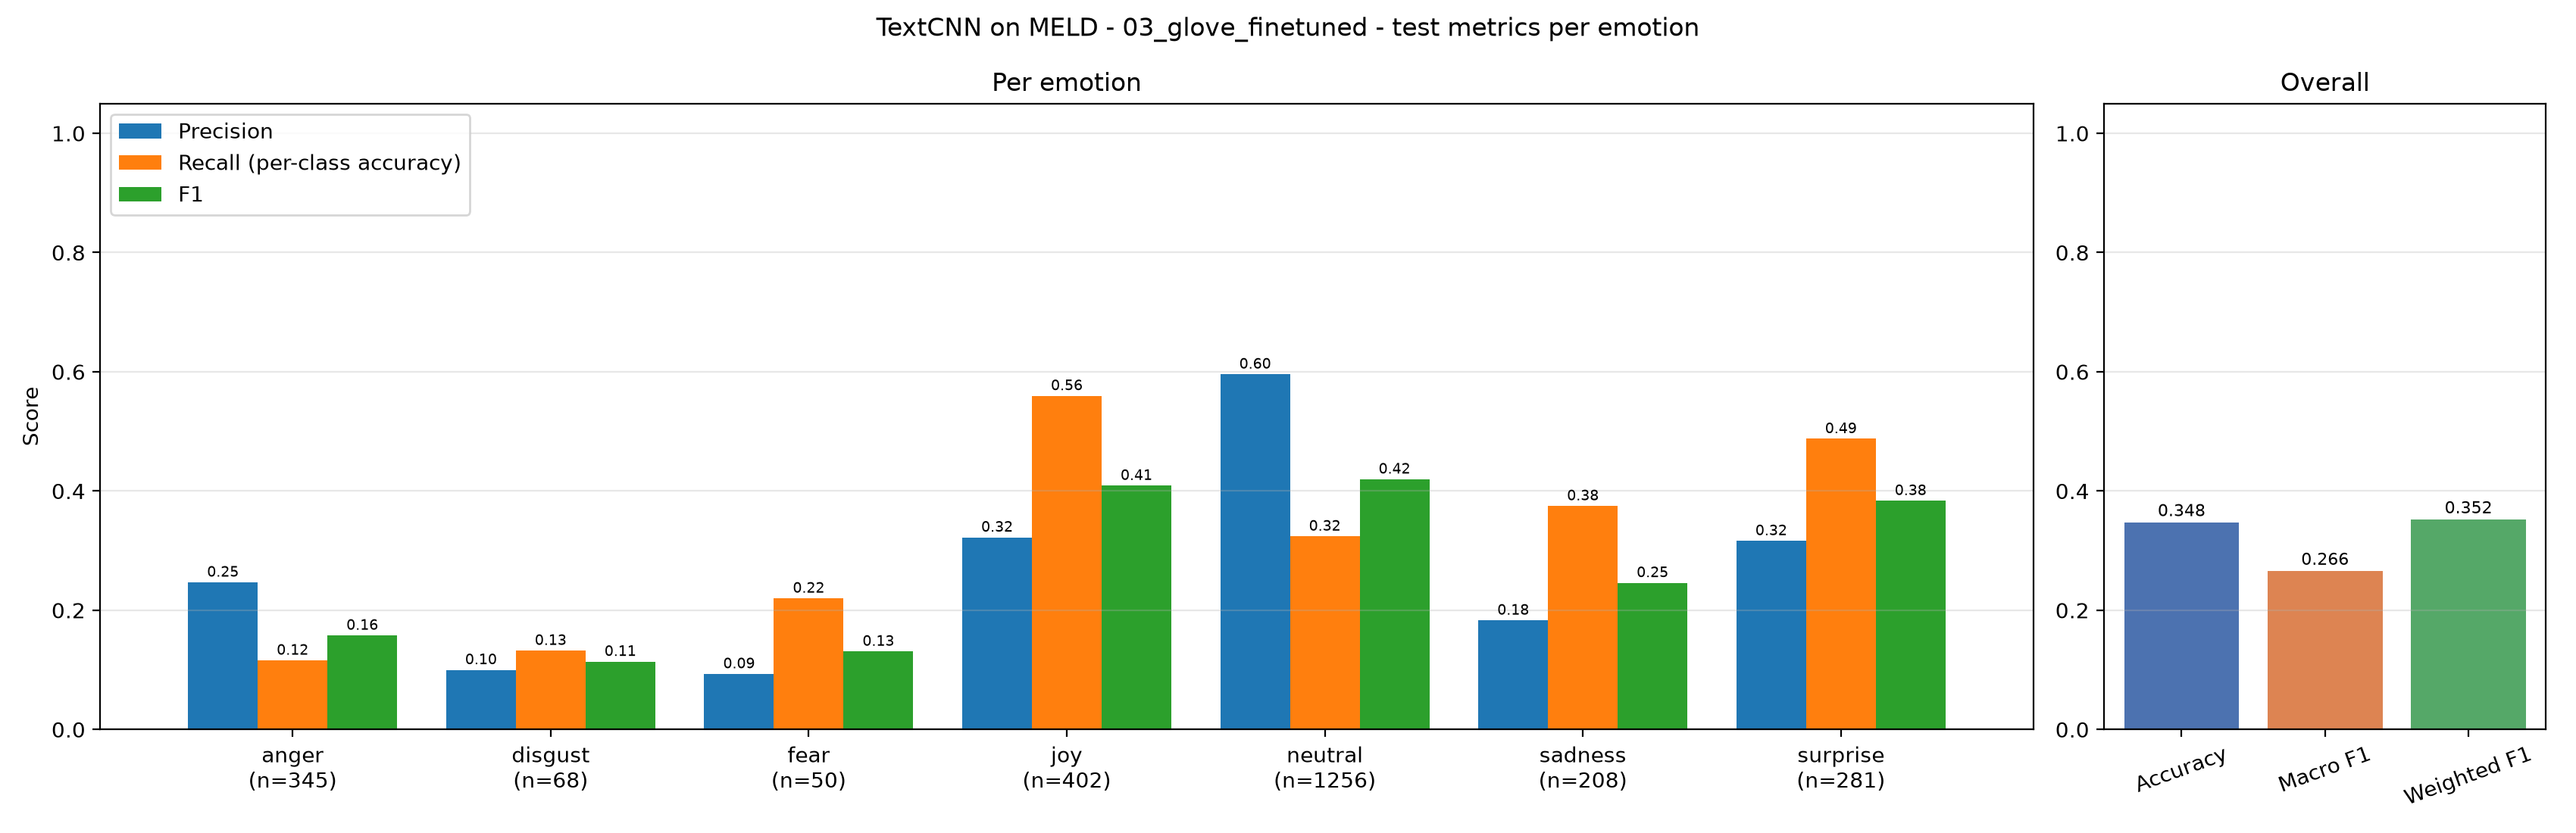 TextCNN on MELD - 03_glove_finetuned - test metrics per emotion
Per emotion
Precision
Recall (per-class accuracy)
F1
Score
1.0
0.8
0.6
0.4
0.2
0.0
0.25
0.12
0.16
0.10
0.13
0.11
0.09
0.22
0.13
0.32
0.56
0.41
0.60
0.32
0.42
0.18
0.38
0.25
0.32
0.49
0.38
anger
(n=345)
disgust
(n=68)
fear
(n=50)
joy
(n=402)
neutral
(n=1256)
sadness
(n=208)
surprise
(n=281)
Overall
1.0
0.8
0.6
0.4
0.2
0.0
0.348
0.266
0.352
Accuracy
Macro F1
Weighted F1